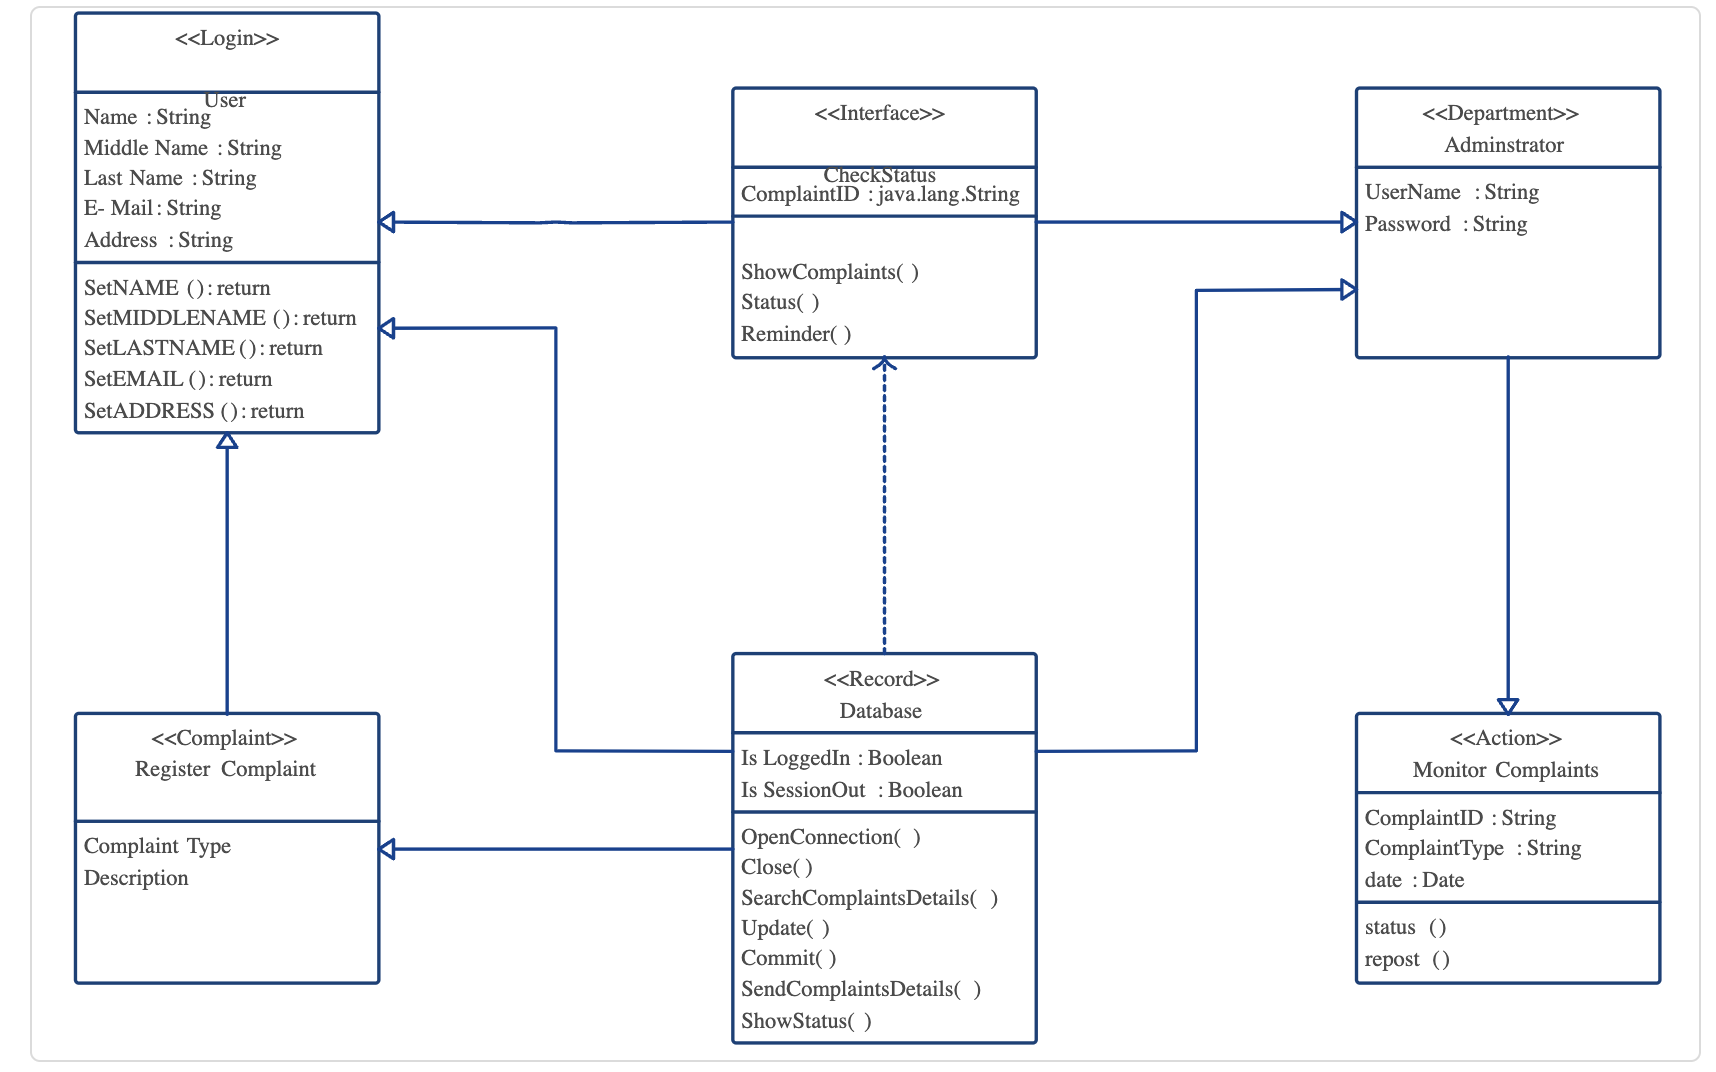 <<Login>>
User
Name : String
Middle Name : String
Last Name : String
E- Mail : String
Address : String
SetNAME () : return
SetMIDDLENAME () : return
SetLASTNAME () : return
SetEMAIL () : return
SetADDRESS () : return
<<Interface>>
CheckStatus
ComplaintID : java.lang.String
ShowComplaints( )
Status( )
Reminder( )
<<Department>>
Adminstrator
UserName : String
Password : String
<<Complaint>>
Register Complaint
Complaint Type
Description
<<Record>>
Database
Is LoggedIn : Boolean
Is SessionOut : Boolean
OpenConnection( )
Close( )
SearchComplaintsDetails( )
Update( )
Commit( )
SendComplaintsDetails( )
ShowStatus( )
<<Action>>
Monitor Complaints
ComplaintID : String
ComplaintType : String
date : Date
status ()
repost ()